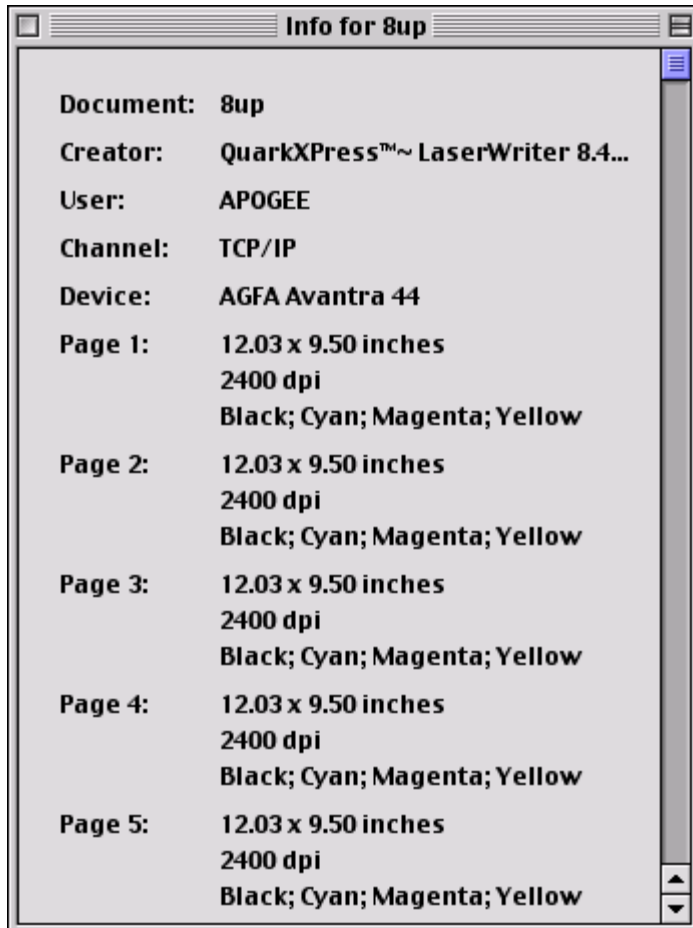 Info for 8up
Document: 8up
Creator: QuarkXPress™~ LaserWriter 8.4...
User: APOGEE
Channel: TCP/IP
Device: AGFA Avantra 44
Page 1: 12.03 x 9.50 inches
2400 dpi
Black; Cyan; Magenta; Yellow
Page 2: 12.03 x 9.50 inches
2400 dpi
Black; Cyan; Magenta; Yellow
Page 3: 12.03 x 9.50 inches
2400 dpi
Black; Cyan; Magenta; Yellow
Page 4: 12.03 x 9.50 inches
2400 dpi
Black; Cyan; Magenta; Yellow
Page 5: 12.03 x 9.50 inches
2400 dpi
Black; Cyan; Magenta; Yellow